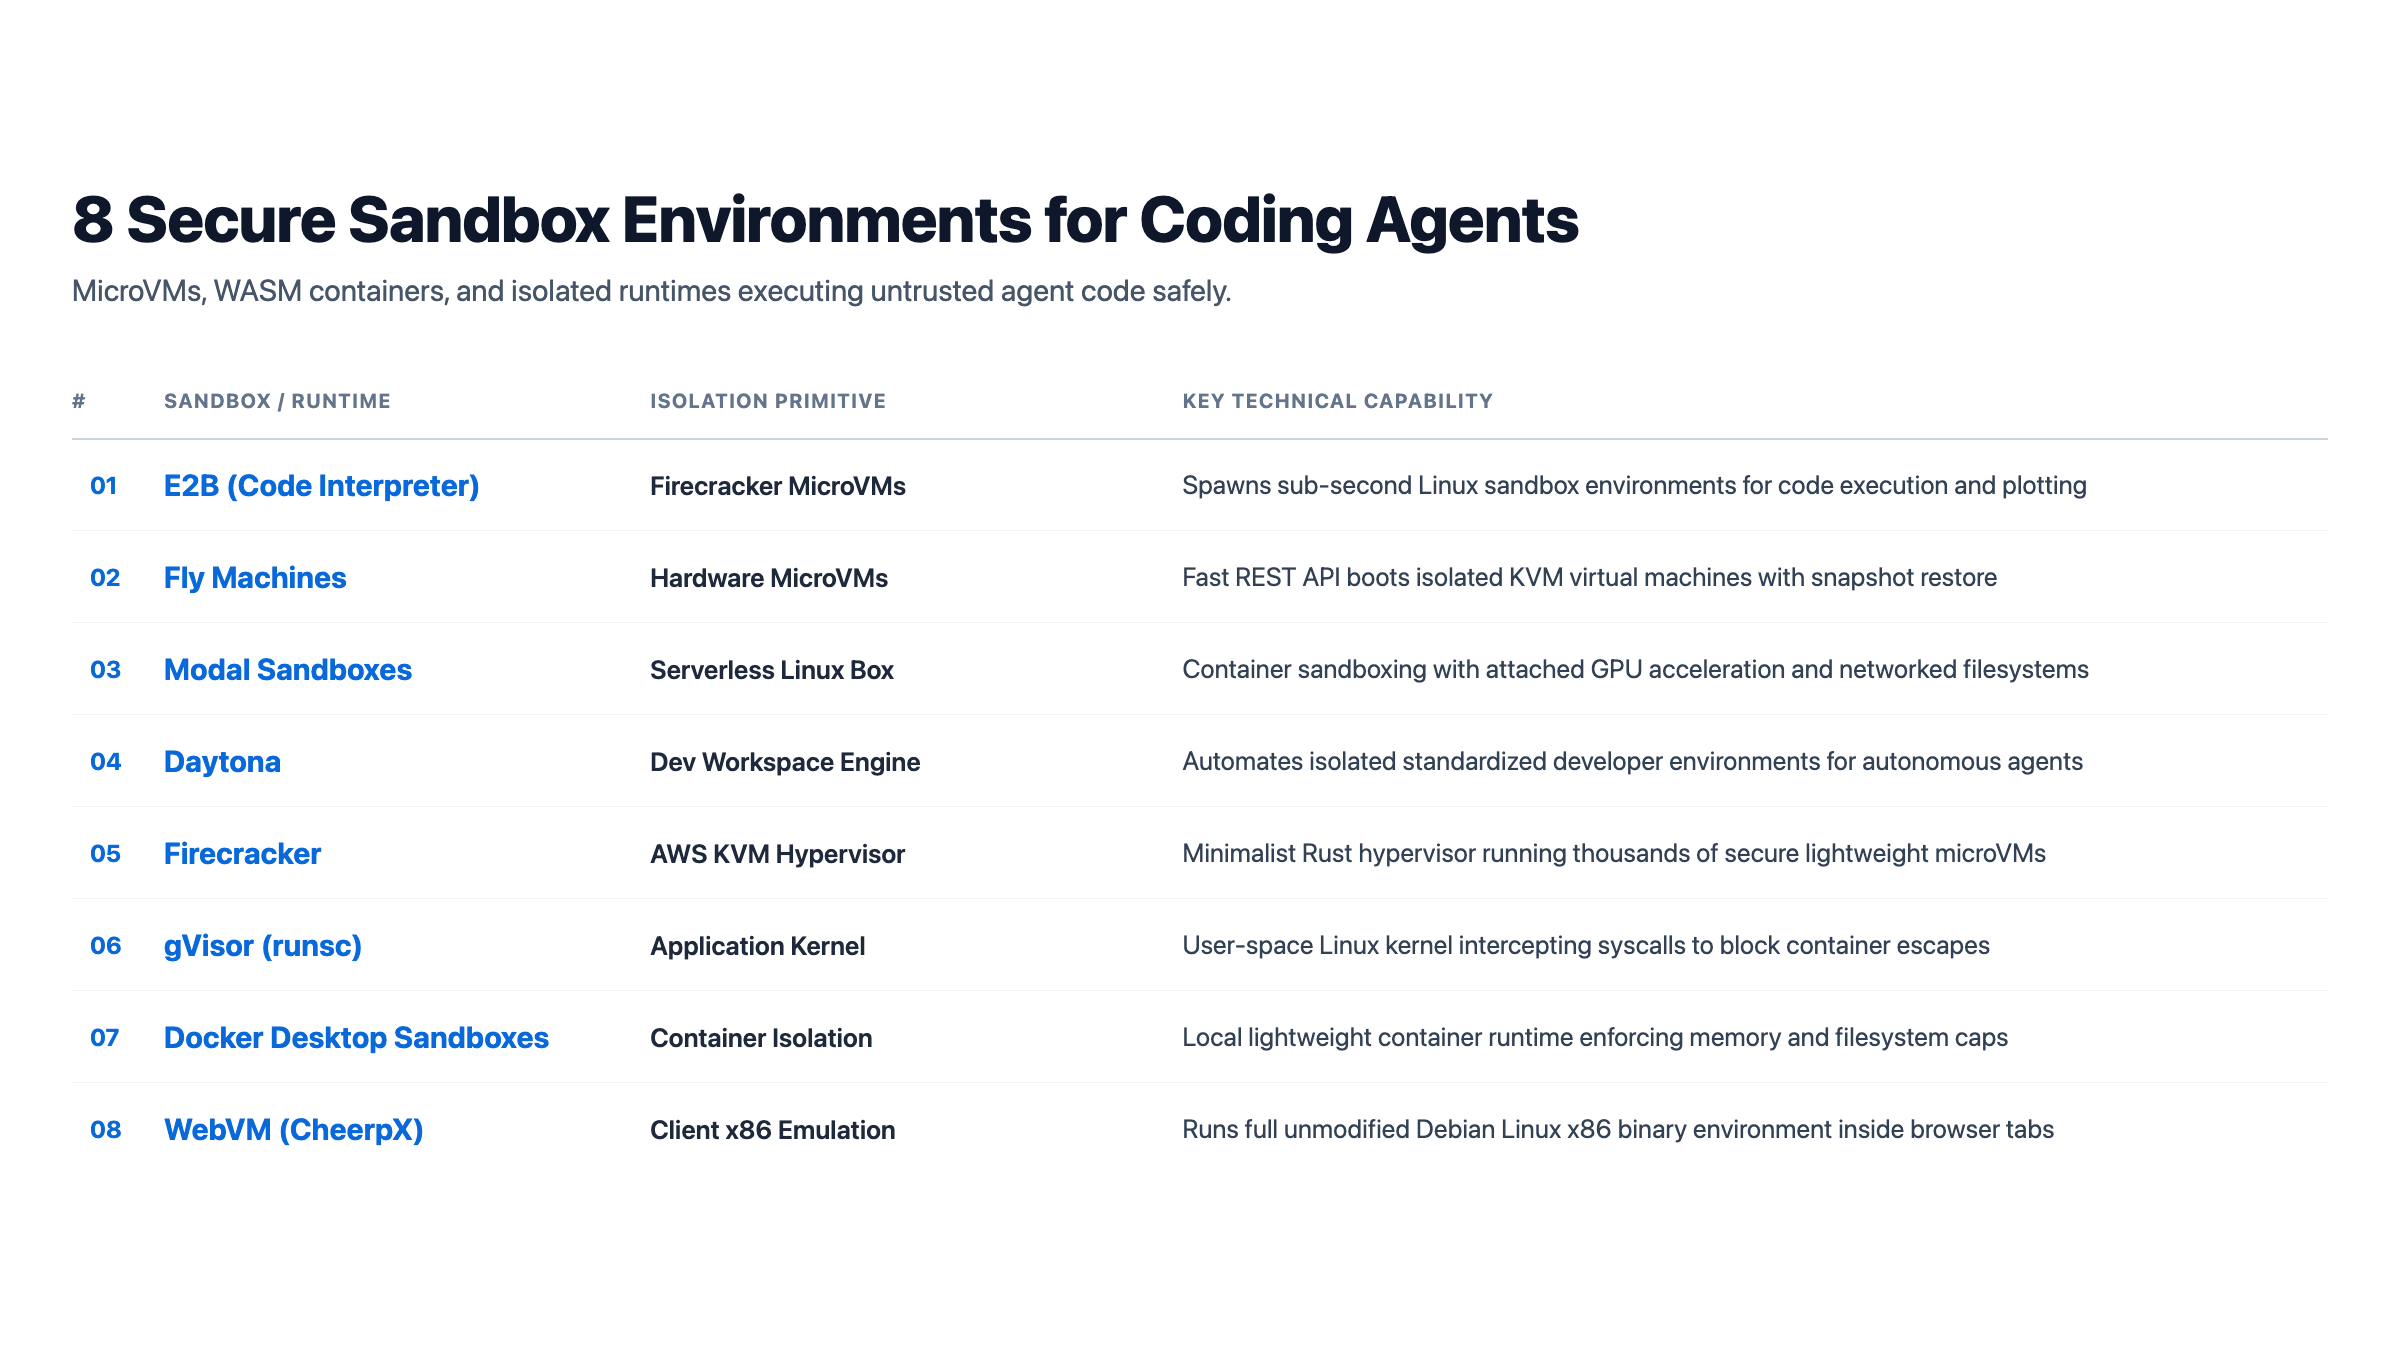 8 Secure Sandbox Environments for Coding Agents
MicroVMs, WASM containers, and isolated runtimes executing untrusted agent code safely.
# SANDBOX / RUNTIME ISOLATION PRIMITIVE KEY TECHNICAL CAPABILITY
01 E2B (Code Interpreter) Firecracker MicroVMs Spawns sub-second Linux sandbox environments for code execution and plotting
02 Fly Machines Hardware MicroVMs Fast REST API boots isolated KVM virtual machines with snapshot restore
03 Modal Sandboxes Serverless Linux Box Container sandboxing with attached GPU acceleration and networked filesystems
04 Daytona Dev Workspace Engine Automates isolated standardized developer environments for autonomous agents
05 Firecracker AWS KVM Hypervisor Minimalist Rust hypervisor running thousands of secure lightweight microVMs
06 gVisor (runsc) Application Kernel User-space Linux kernel intercepting syscalls to block container escapes
07 Docker Desktop Sandboxes Container Isolation Local lightweight container runtime enforcing memory and filesystem caps
08 WebVM (CheerpX) Client x86 Emulation Runs full unmodified Debian Linux x86 binary environment inside browser tabs